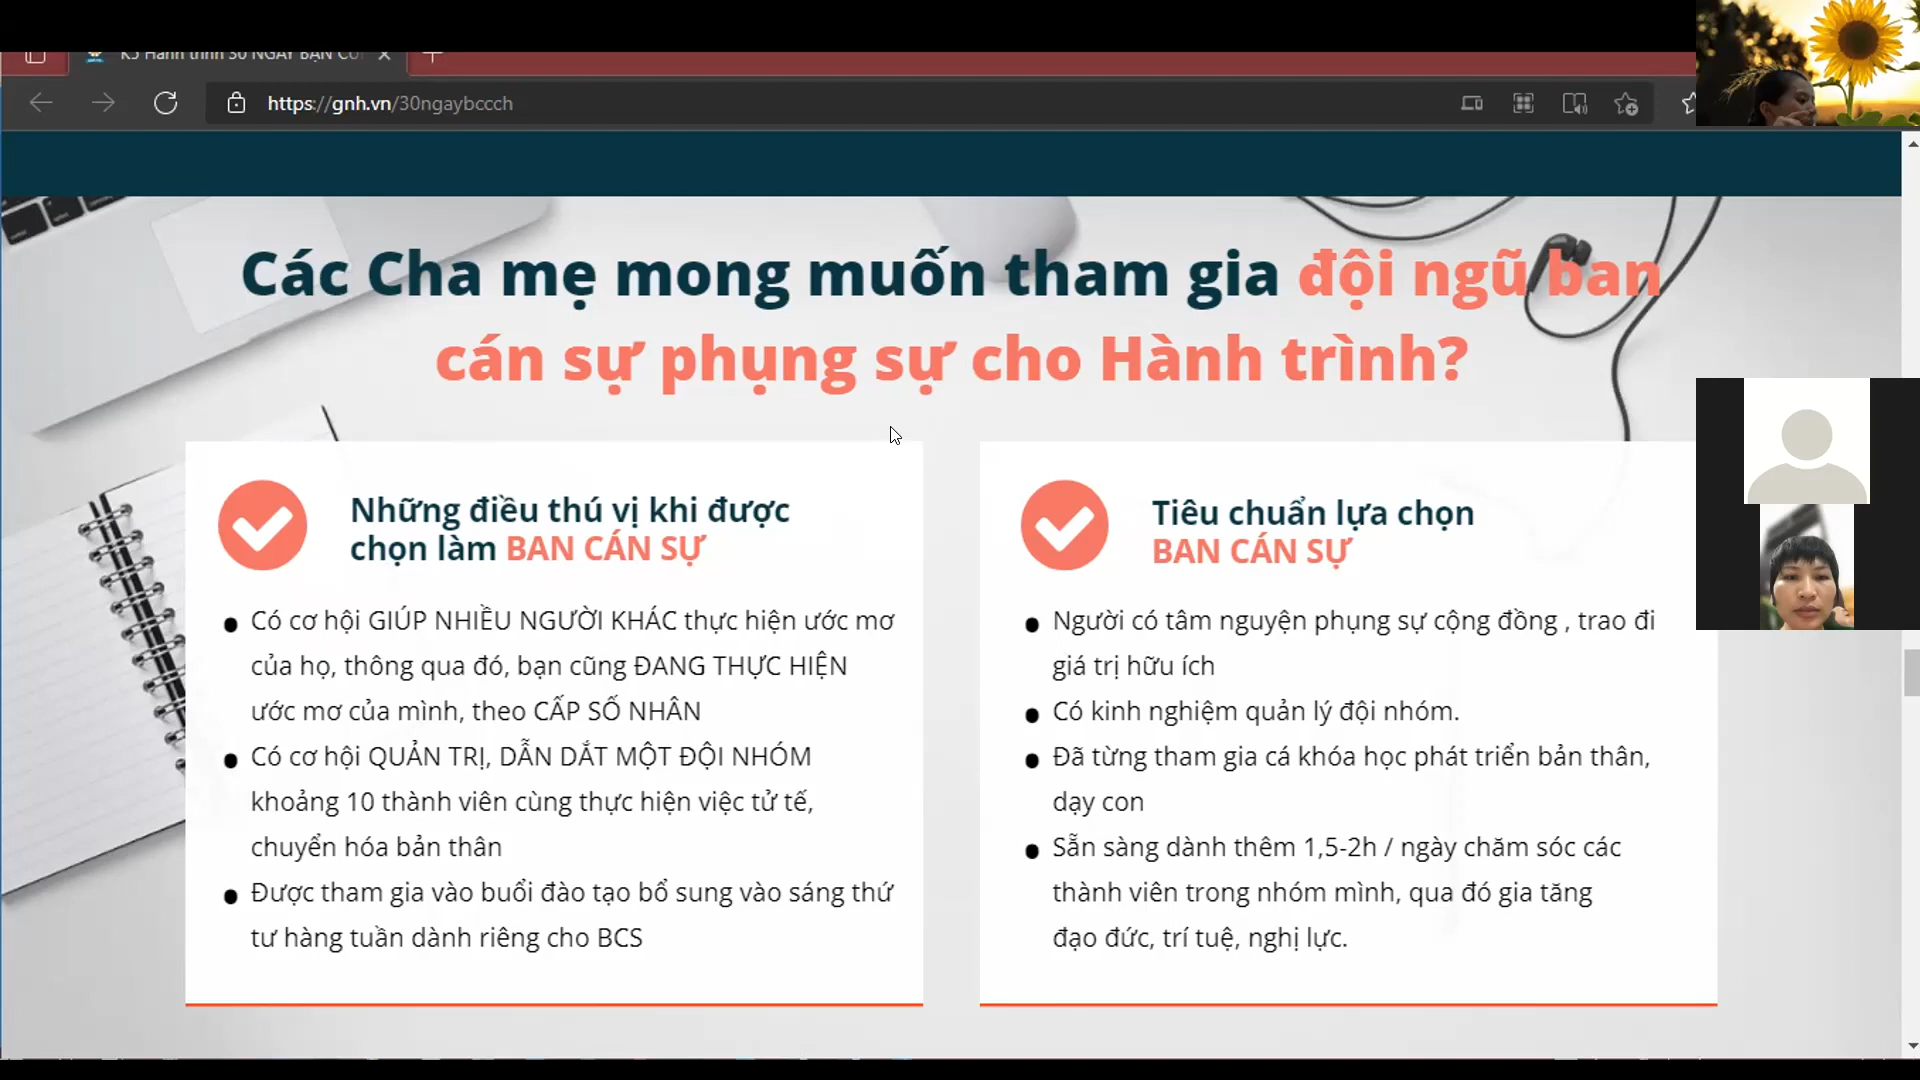 K5 Hành trình 30 NGÀY BẠN CÙ
https://gnh.vn/30ngaybccch
Các Cha mẹ mong muốn tham gia đội ngũ ban
cán sự phụng sự cho Hành trình?
Những điều thú vị khi được
chọn làm BAN CÁN SỰ
Có cơ hội GIÚP NHIỀU NGƯỜI KHÁC thực hiện ước mơ
của họ, thông qua đó, bạn cũng ĐANG THỰC HIỆN
ước mơ của mình, theo CẤP SỐ NHÂN
Có cơ hội QUẢN TRỊ, DẪN DẮT MỘT ĐỘI NHÓM
khoảng 10 thành viên cùng thực hiện việc tử tế,
chuyển hóa bản thân
Được tham gia vào buổi đào tạo bổ sung vào sáng thứ
tư hàng tuần dành riêng cho BCS
Tiêu chuẩn lựa chọn
BAN CÁN SỰ
Người có tâm nguyện phụng sự cộng đồng , trao đi
giá trị hữu ích
Có kinh nghiệm quản lý đội nhóm.
Đã từng tham gia cá khóa học phát triển bản thân,
dạy con
Sẵn sàng dành thêm 1,5-2h / ngày chăm sóc các
thành viên trong nhóm mình, qua đó gia tăng
đạo đức, trí tuệ, nghị lực.